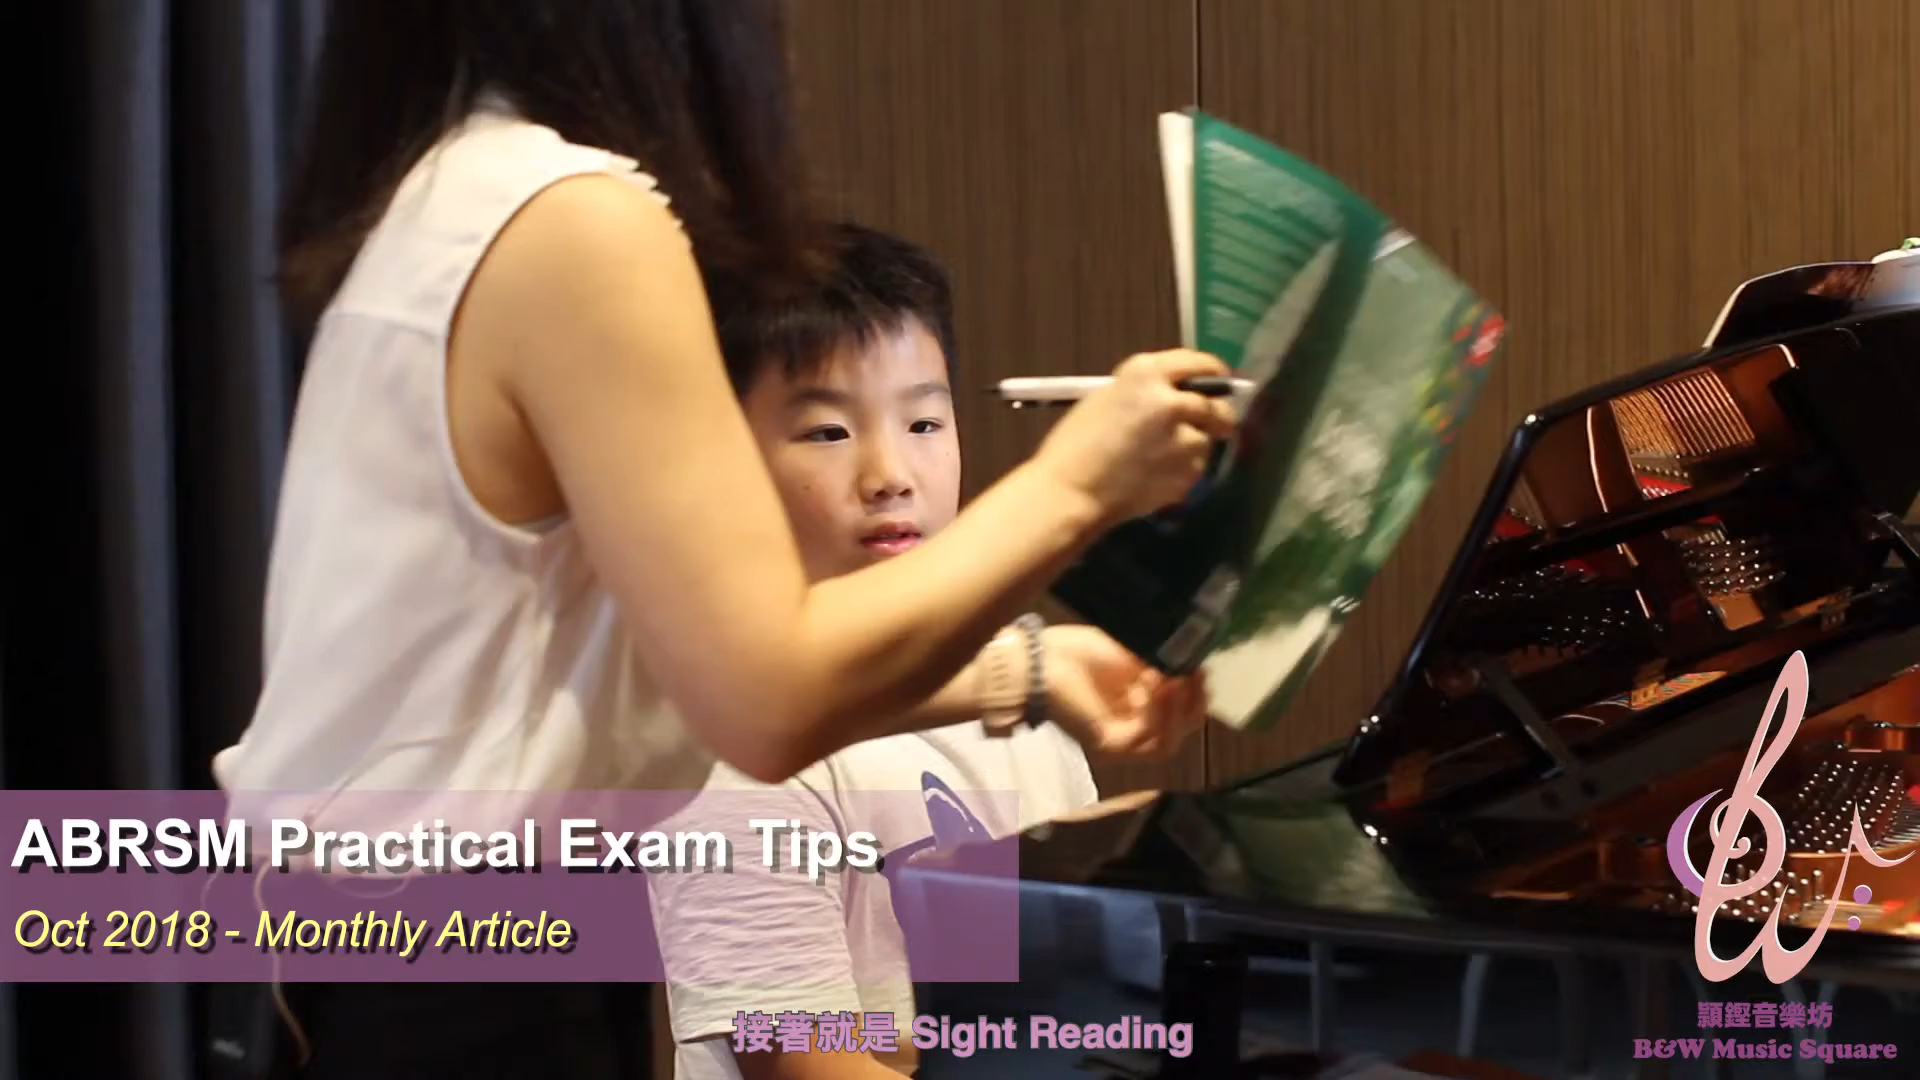 ABRSM Practical Exam Tips
Oct 2018 - Monthly Article
接著就是 Sight Reading
頴鏗音樂坊
B&W Music Square